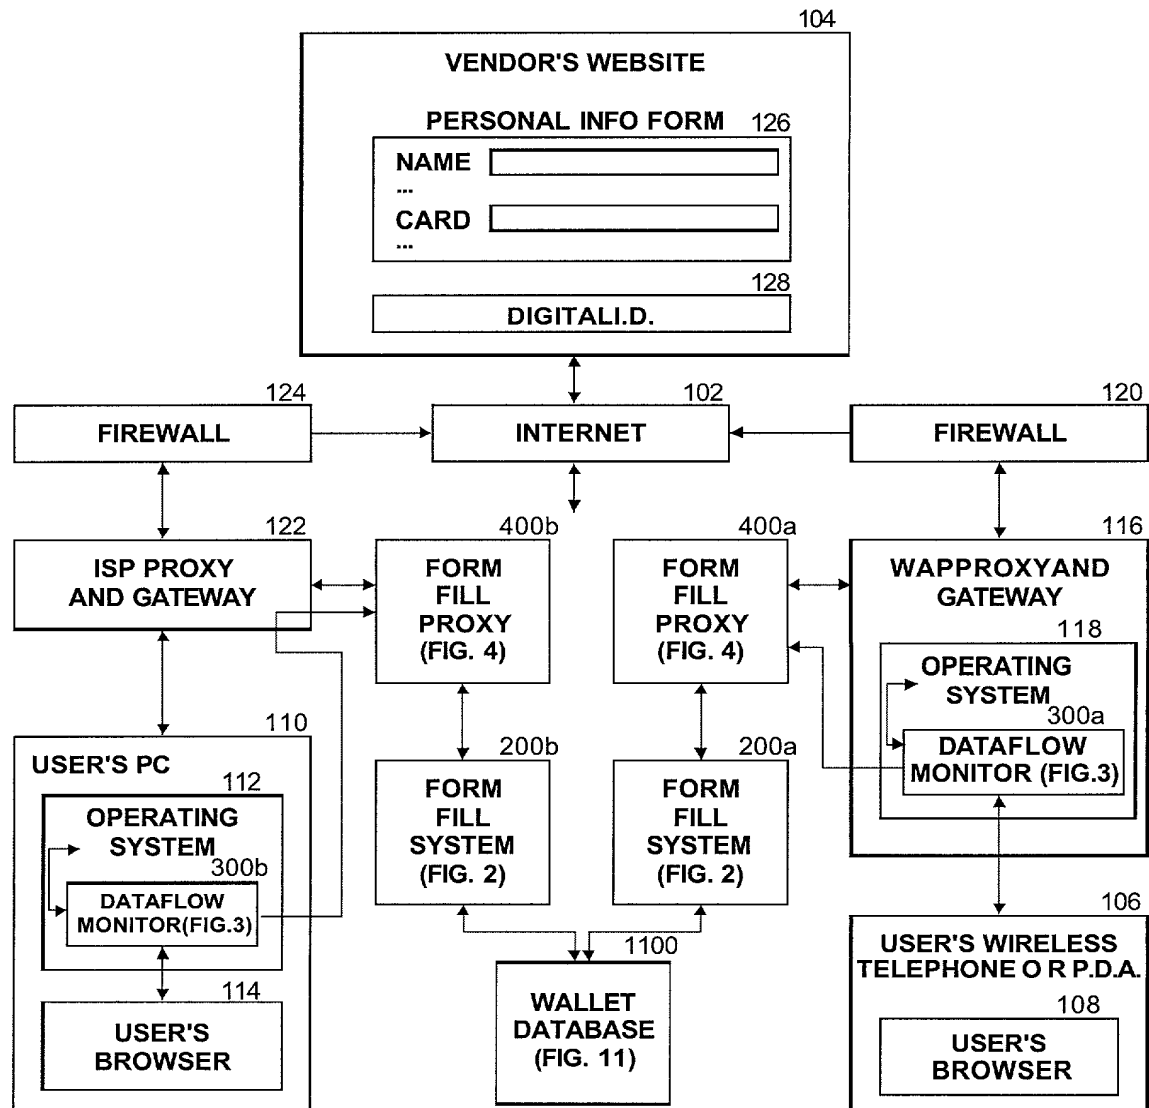 104
VENDOR'S WEBSITE
PERSONAL INFO FORM 126
NAME
...
CARD
...
128
DIGITALI.D.
124
FIREWALL
102
INTERNET
120
FIREWALL
122
ISP PROXY
AND GATEWAY
400b
FORM
FILL
PROXY
(FIG. 4)
400a
FORM
FILL
PROXY
(FIG. 4)
116
WAPPROXYAND
GATEWAY
118
OPERATING
SYSTEM
300a
DATAFLOW
MONITOR (FIG.3)
110
USER'S PC
112
OPERATING
SYSTEM
300b
DATAFLOW
MONITOR(FIG.3)
114
USER'S
BROWSER
200b
FORM
FILL
SYSTEM
(FIG. 2)
200a
FORM
FILL
SYSTEM
(FIG. 2)
1100
WALLET
DATABASE
(FIG. 11)
106
USER'S WIRELESS
TELEPHONE O R P.D.A.
108
USER'S
BROWSER